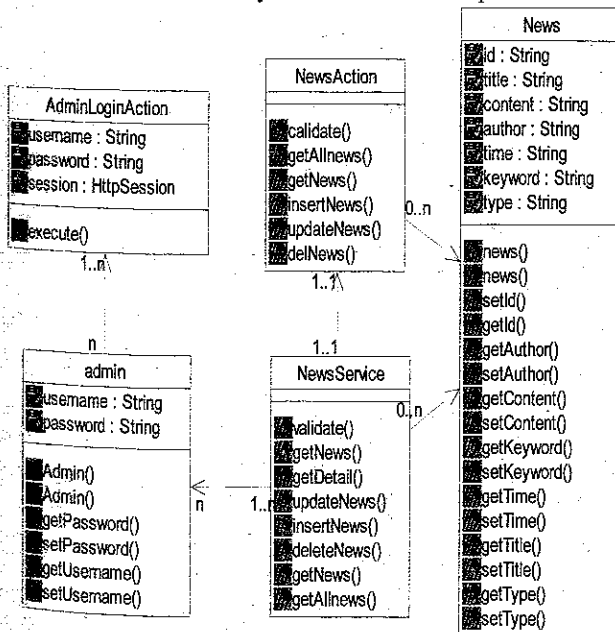 AdminLoginAction
username : String
password : String
session : HttpSession
execute()
1..n
n
admin
username : String
password : String
Admin()
Admin()
getPassword()
setPassword()
getUsername()
setUsername()
n
1..n
NewsAction
calidate()
getAllnews()
getNews()
insertNews()
updateNews()
delNews()
0..n
1..1
1..1
NewsService
validate()
getNews()
getDetail()
updateNews()
insertNews()
deleteNews()
getNews()
getAllnews()
0..n
News
id : String
title : String
content : String
author : String
time : String
keyword : String
type : String
news()
news()
setId()
getId()
getAuthor()
setAuthor()
getContent()
setContent()
getKeyword()
setKeyword()
getTime()
setTime()
getTitle()
setTitle()
getType()
setType()